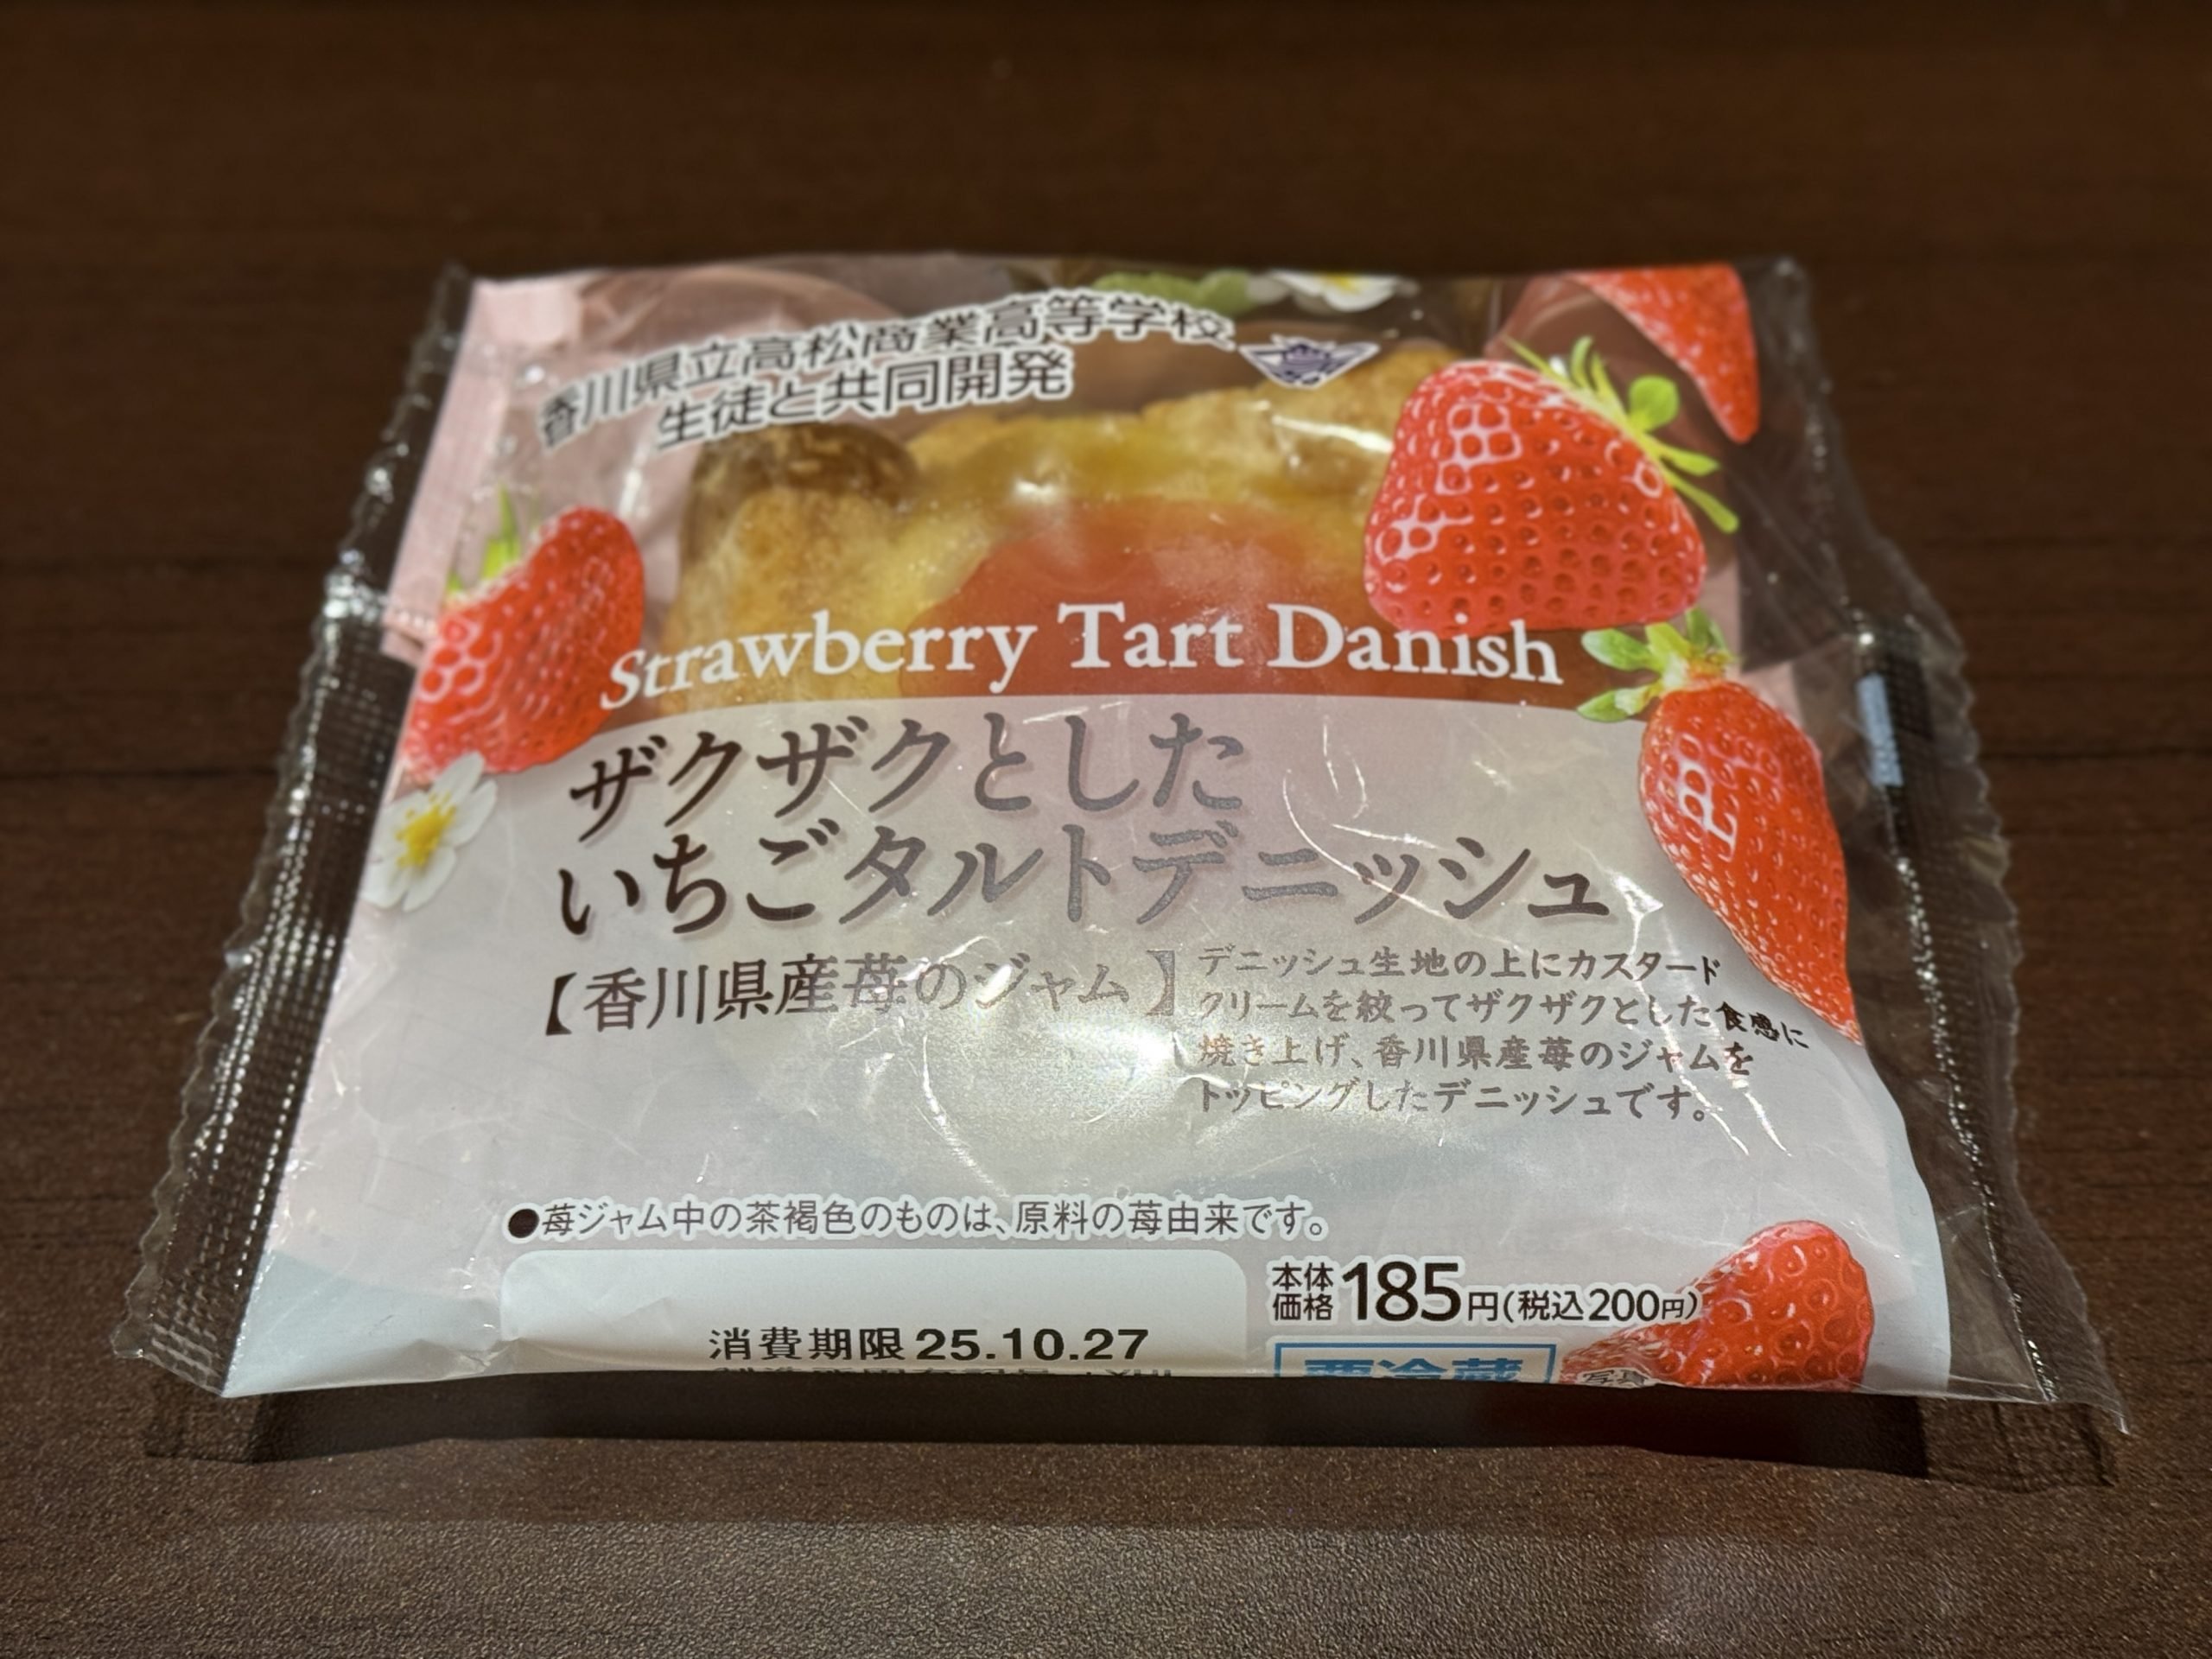 香川県立高松商業高等学校
生徒と共同開発
Strawberry Tart Danish
ザクザクとした
いちごタルトデニッシュ
【香川県産苺のジャム】
デニッシュ生地の上にカスタード
クリームを絞ってザクザクとした食感に
焼き上げ、香川県産苺のジャムを
トッピングしたデニッシュです。
●苺ジャム中の茶褐色のものは、原料の苺由来です。
本体
価格185円(税込200円)
消費期限25.10.27
要冷蔵
写真